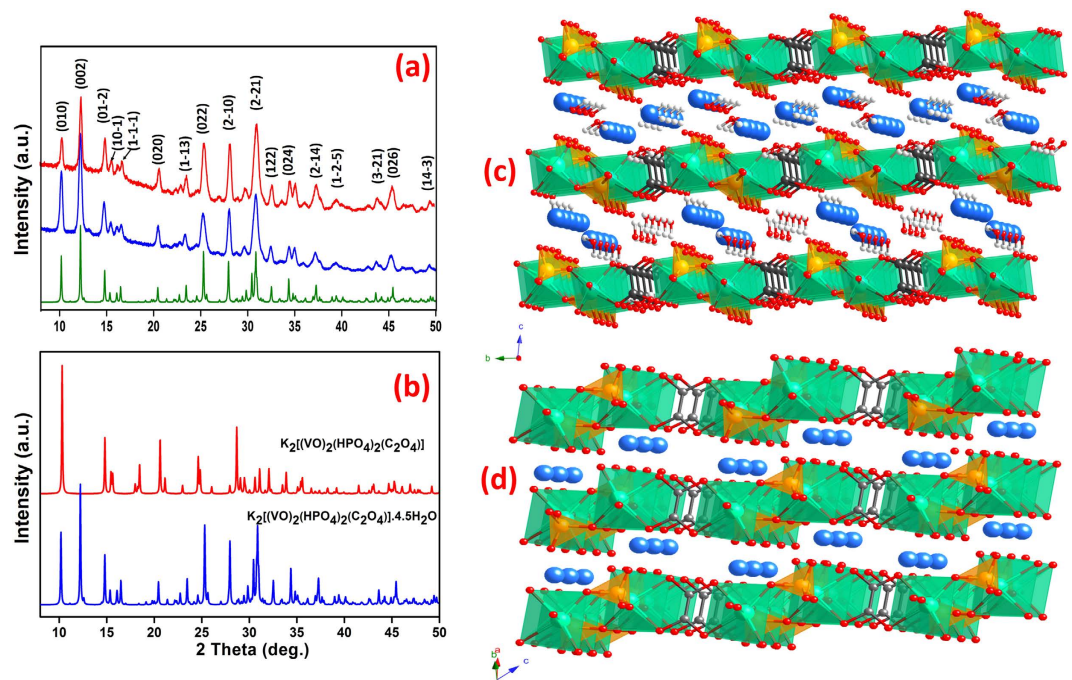 (a)
Intensity (a.u.)
(010)
(002)
(01-2)
(10-1)
(1-1-1)
(020)
(1-13)
(022)
(2-10)
(2-21)
(122)
(024)
(2-14)
(1-2-5)
(3-21)
(026)
(14-3)
10 15 20 25 30 35 40 45 50
(b)
Intensity (a.u.)
K₂[(VO)₂(HPO₄)₂(C₂O₄)]
K₂[(VO)₂(HPO₄)₂(C₂O₄)].4.5H₂O
10 15 20 25 30 35 40 45 50
2 Theta (deg.)
(c)
c
b
(d)
a
b
c